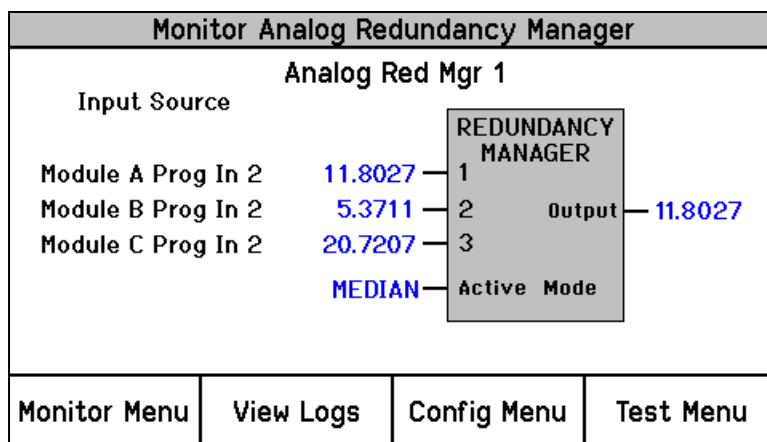 Monitor Analog Redundancy Manager
Analog Red Mgr 1
Input Source
REDUNDANCY
MANAGER
Module A Prog In 2 11.8027 1
Module B Prog In 2 5.3711 2 Output 11.8027
Module C Prog In 2 20.7207 3
MEDIAN Active Mode
Monitor Menu View Logs Config Menu Test Menu